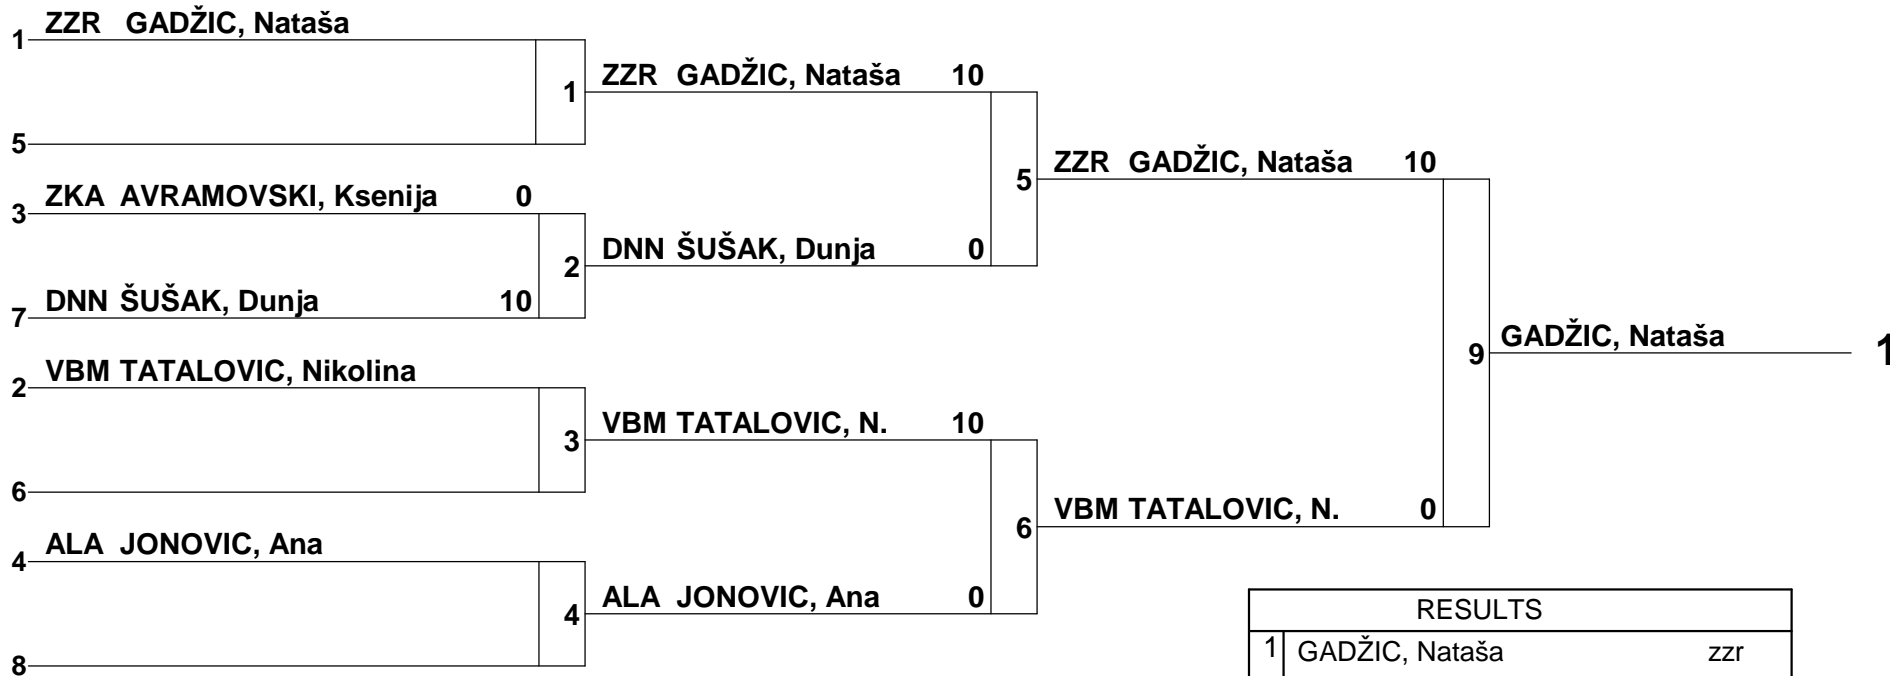 1 ZZR GADŽIC, Nataša
1 ZZR GADŽIC, Nataša 10
5
5 ZZR GADŽIC, Nataša 10
3 ZKA AVRAMOVSKI, Ksenija 0
2 DNN ŠUŠAK, Dunja 0
7 DNN ŠUŠAK, Dunja 10
9 GADŽIC, Nataša 1
2 VBM TATALOVIC, Nikolina
3 VBM TATALOVIC, N. 10
6
6 VBM TATALOVIC, N. 0
4 ALA JONOVIC, Ana
4 ALA JONOVIC, Ana 0
8
RESULTS
1 GADŽIC, Nataša zzr